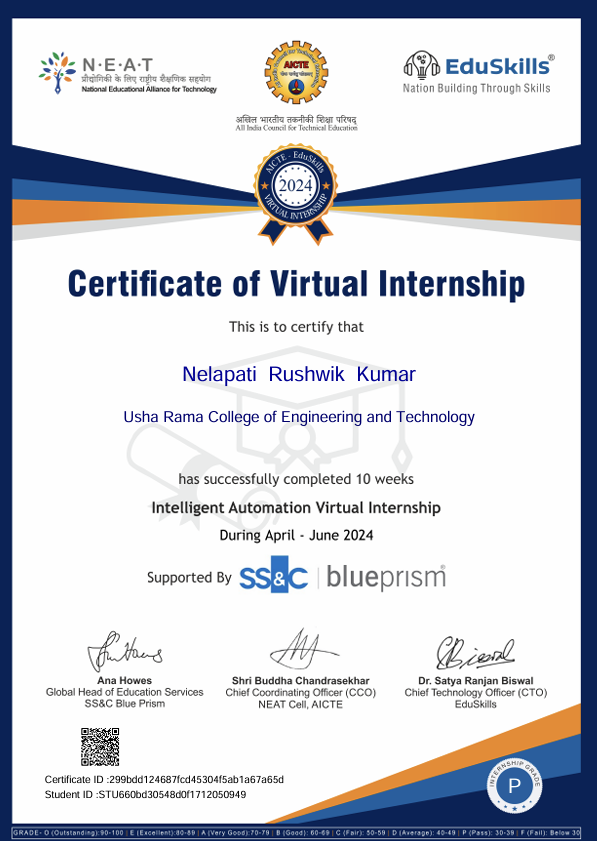 N·E·A·T
प्रौद्योगिकी के लिए राष्ट्रीय शैक्षणिक सहयोग
National Educational Alliance for Technology
AICTE
अखिल भारतीय तकनीकी शिक्षा परिषद्
All India Council for Technical Education
EduSkills®
Nation Building Through Skills
AICTE - EduSkills
2024
VIRTUAL INTERNSHIP
Certificate of Virtual Internship
This is to certify that
Nelapati Rushwik Kumar
Usha Rama College of Engineering and Technology
has successfully completed 10 weeks
Intelligent Automation Virtual Internship
During April - June 2024
Supported By SS&C | blueprism®
Ana Howes
Global Head of Education Services
SS&C Blue Prism
Shri Buddha Chandrasekhar
Chief Coordinating Officer (CCO)
NEAT Cell, AICTE
Dr. Satya Ranjan Biswal
Chief Technology Officer (CTO)
EduSkills
Certificate ID :299bdd124687fcd45304f5ab1a67a65d
Student ID :STU660bd30548d0f1712050949
INTERNSHIP GRADE
P
GRADE- O (Outstanding):90-100 | E (Excellent):80-89 | A (Very Good):70-79 | B (Good): 60-69 | C (Fair): 50-59 | D (Average): 40-49 | P (Pass): 30-39 | F (Fail): Below 30